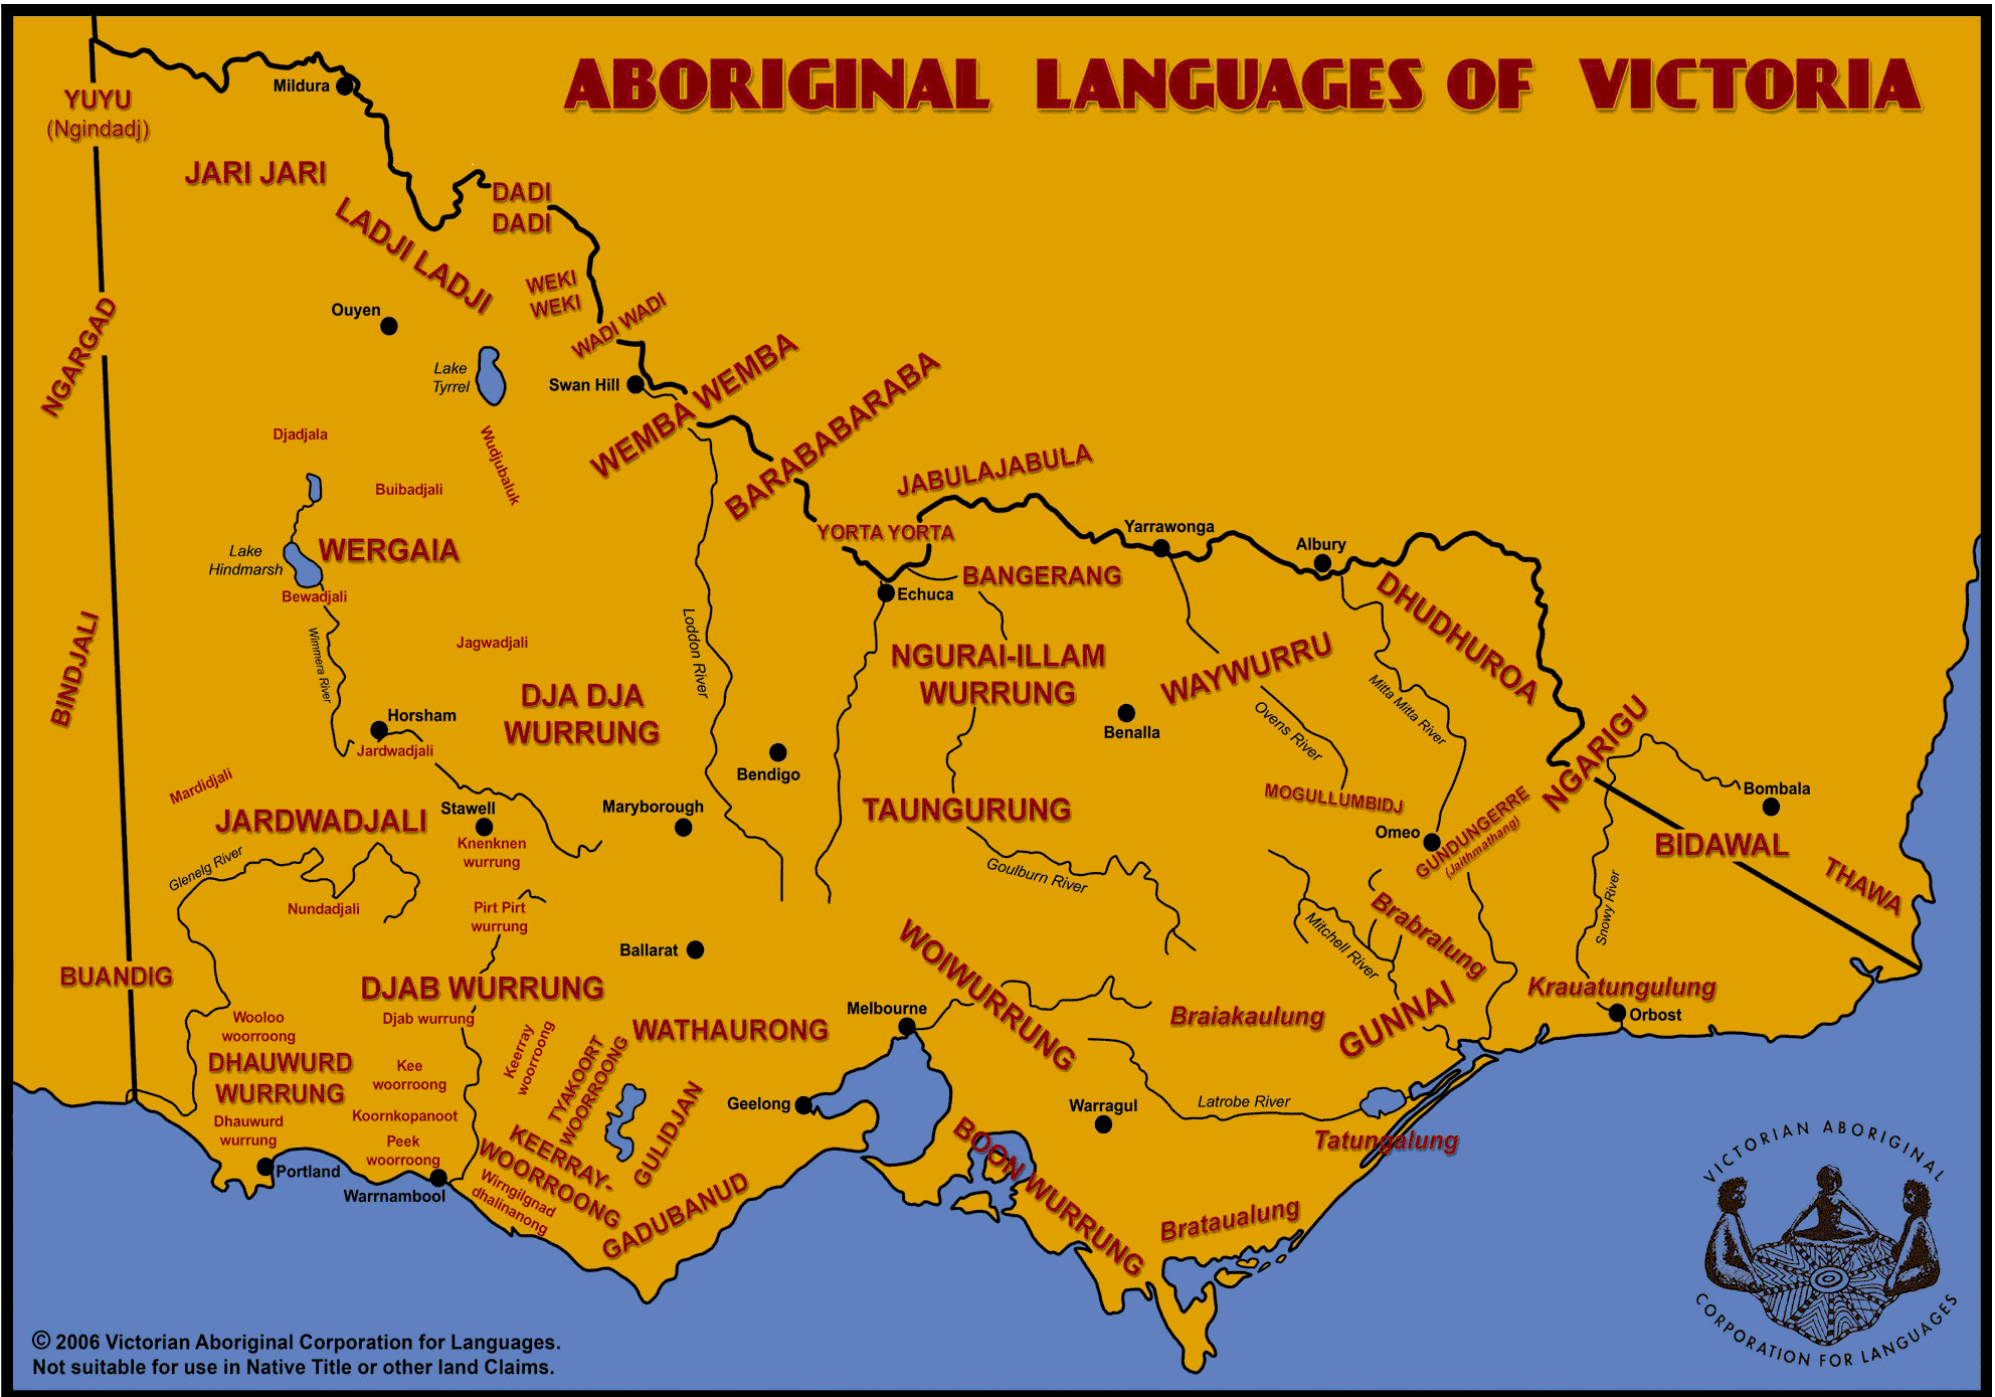 ABORIGINAL LANGUAGES OF VICTORIA
Mildura
YUYU
(Ngindadj)
JARI JARI
DADI
DADI
LADJI LADJI
WEKI
WEKI
Ouyen
WADI WADI
NGARGAD
Lake
Tyrrel
Swan Hill
WEMBA WEMBA
BARABABARABA
Djadjala
Wudjubaluk
Buibadjali
JABULAJABULA
YORTA YORTA
Yarrawonga
Albury
Lake
Hindmarsh
WERGAIA
BANGERANG
Echuca
DHUDHUROA
Bewadjali
Wimmera River
Jagwadjali
Loddon River
BINDJALI
NGURAI-ILLAM
WURRUNG
WAYWURRU
DJA DJA
WURRUNG
Mitta Mitta River
Ovens River
Benalla
NGARIGU
Horsham
Jardwadjali
Bendigo
Mardidjali
MOGULLUMBIDJ
Bombala
JARDWADJALI
Stawell
Maryborough
TAUNGURUNG
Omeo
GUNDUNGERRE
(Jaithmathang)
BIDAWAL
Knenknen
wurrung
Glenelg River
Goulburn River
THAWA
Nundadjali
Pirt Pirt
wurrung
Snowy River
Brabralung
Mitchell River
Ballarat
WOIWURRUNG
BUANDIG
DJAB WURRUNG
Krauatungulung
Wooloo
woorroong
Djab wurrung
Melbourne
Braiakaulung
GUNNAI
Orbost
Keerray
woorroong
WATHAURONG
DHAUWURD
WURRUNG
Kee
woorroong
TYAKOORT
WOORROONG
GULIDJAN
Geelong
Warragul
Latrobe River
Dhauwurd
wurrung
Koornkopanoot
Peek
woorroong
KEERRAY-
WOORROONG
BOON WURRUNG
Tatungalung
Portland
Warrnambool
Wirngilgnad
dhalinanong
GADUBANUD
Brataualung
VICTORIAN ABORIGINAL
CORPORATION FOR LANGUAGES
© 2006 Victorian Aboriginal Corporation for Languages.
Not suitable for use in Native Title or other land Claims.